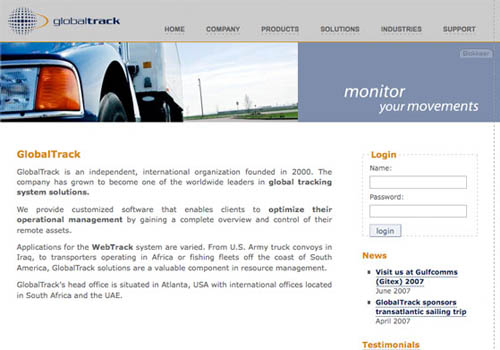 globaltrack
HOME COMPANY PRODUCTS SOLUTIONS INDUSTRIES SUPPORT
monitor
your movements
GlobalTrack
GlobalTrack is an independent, international organization founded in 2000. The
company has grown to become one of the worldwide leaders in global tracking
system solutions.
We provide customized software that enables clients to optimize their
operational management by gaining a complete overview and control of their
remote assets.
Applications for the WebTrack system are varied. From U.S. Army truck convoys in
Iraq, to transporters operating in Africa or fishing fleets off the coast of South
America, GlobalTrack solutions are a valuable component in resource management.
GlobalTrack's head office is situated in Atlanta, USA with international offices located
in South Africa and the UAE.
Login
Name:
Password:
login
News
Visit us at Gulfcomms
(Gitex) 2007
June 2007
GlobalTrack sponsors
transatlantic sailing trip
April 2007
Testimonials